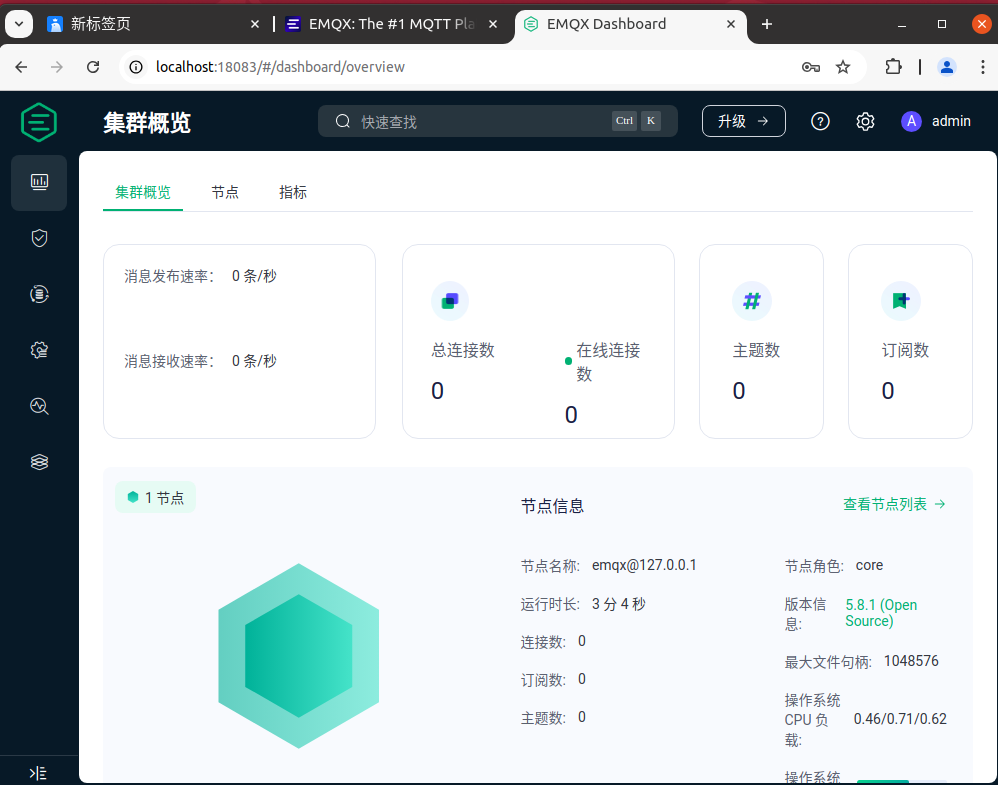 新标签页
EMQX: The #1 MQTT Pla
EMQX Dashboard
localhost:18083/#/dashboard/overview
集群概览
快速查找
Ctrl K
升级 →
A admin
集群概览 节点 指标
消息发布速率: 0 条/秒
消息接收速率: 0 条/秒
总连接数
0
在线连接
数
0
主题数
0
订阅数
0
1 节点
节点信息
查看节点列表 →
节点名称: emqx@127.0.0.1
运行时长: 3 分 4 秒
连接数: 0
订阅数: 0
主题数: 0
节点角色: core
版本信
息:
5.8.1 (Open
Source)
最大文件句柄: 1048576
操作系统
CPU 负
载:
0.46/0.71/0.62
操作系统